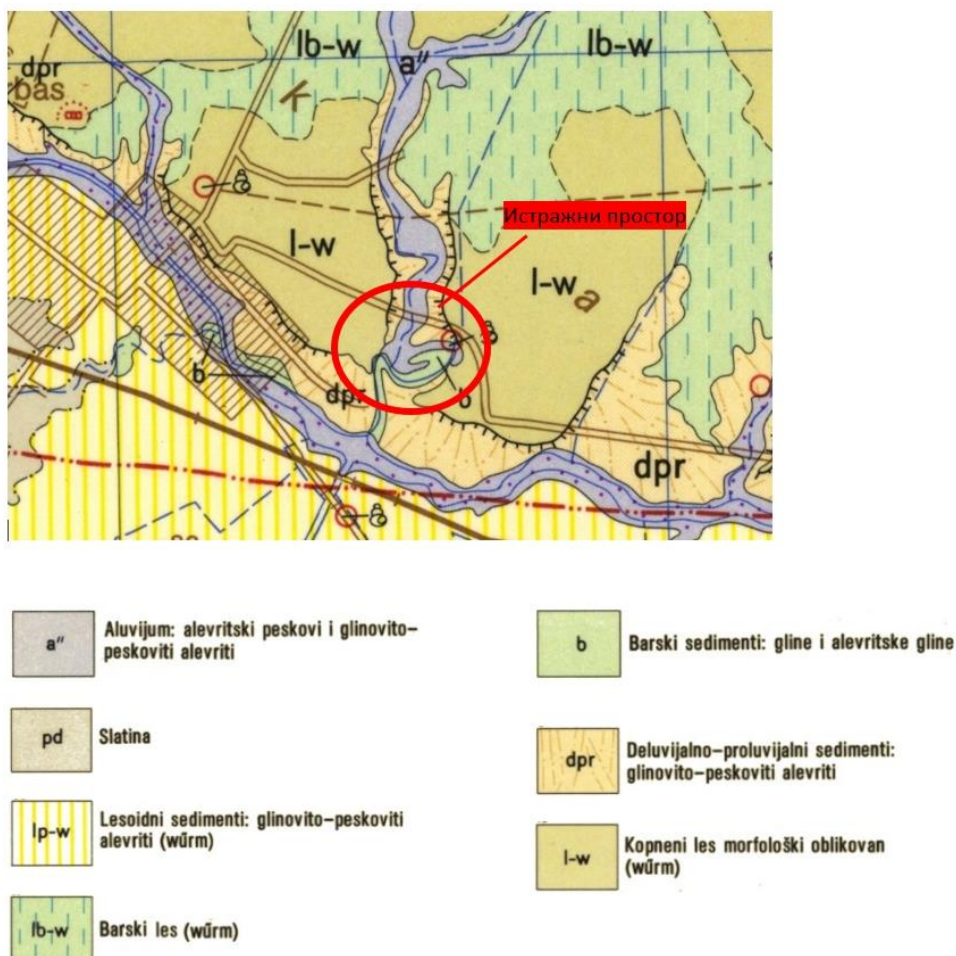 lb-w
a"
lb-w
dpr
bas
K
Истражни простор
l-w
l-w
a
b
dpr
b
dpr
a"
Aluvijum: alevritski peskovi i glinovito-
peskoviti alevriti
b
Barski sedimenti: gline i alevritske gline
pd
Slatina
dpr
Deluvijalno-proluvijalni sedimenti:
glinovito-peskoviti alevriti
lp-w
Lesoidni sedimenti: glinovito-peskoviti
alevriti (würm)
l-w
Kopneni les morfološki oblikovan
(würm)
lb-w
Barski les (würm)